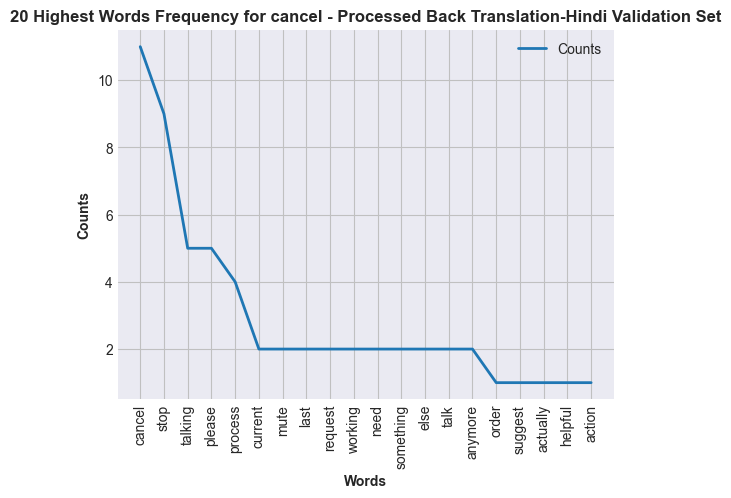 20 Highest Words Frequency for cancel - Processed Back Translation-Hindi Validation Set
Counts
10
8
6
4
2
Counts
cancel
stop
talking
please
process
current
mute
last
request
working
need
something
else
talk
anymore
order
suggest
actually
helpful
action
Words